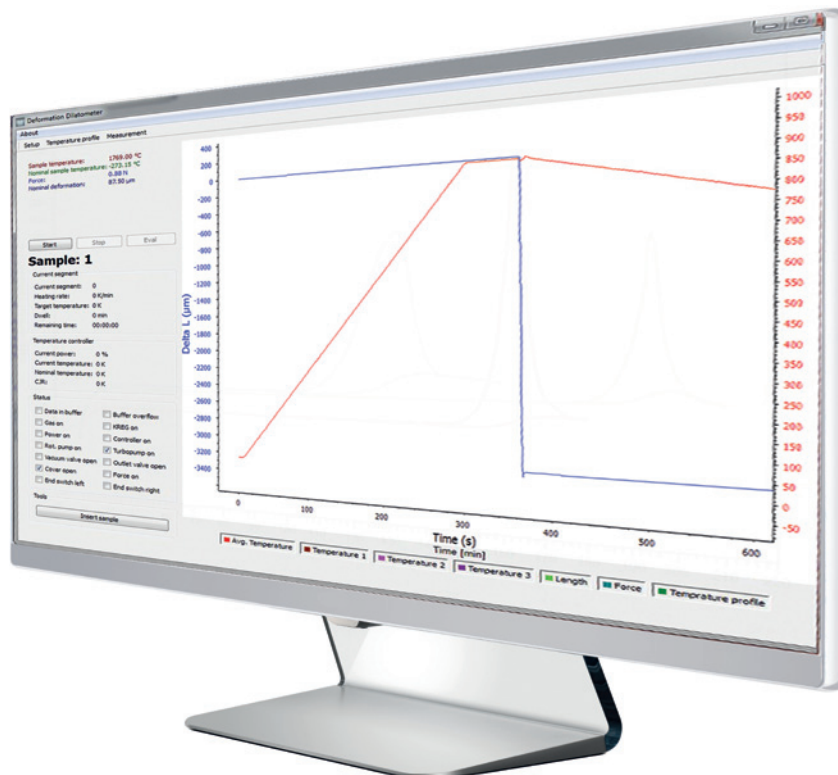 Deformation Dilatometer
About
Setup Temperature profile Measurement
Sample temperature: 1769.00 °C
Nominal sample temperature: -273.15 °C
Force: 0.00 N
Nominal deformation: 87.50 µm
Start Stop Eval
Sample: 1
Current segment
Current segment: 0
Heating rate: 0 K/min
Target temperature: 0 K
Dwell: 0 min
Remaining time: 00:00:00
Temperature controller
Current power: 0 %
Current temperature: 0 K
Nominal temperature: 0 K
CJR: 0 K
Status
Data in buffer Buffer overflow
Gas on KREG on
Power on Controller on
Rot. pump on Turbopump on
Vacuum valve open Outlet valve open
Cover open Force on
End switch left End switch right
Tools
Insert sample
Delta L (µm)
400
200
0
-200
-400
-600
-800
-1000
-1200
-1400
-1600
-1800
-2000
-2200
-2400
-2600
-2800
-3000
-3200
-3400
1000
950
900
850
800
750
700
650
600
550
500
450
400
350
300
250
200
150
100
50
0
-50
0 100 200 300 400 500 600
Time (s)
Time [min]
Avg. Temperature Temperature 1 Temperature 2 Temperature 3 Length Force Temprature profile